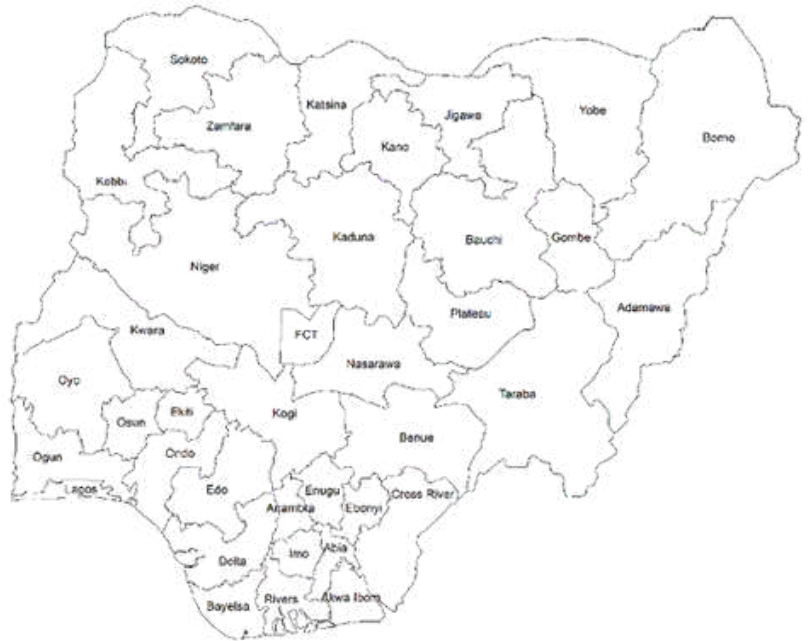 Sokoto
Katsina
Jigawa
Yobe
Zamfara
Borno
Kano
Kebbi
Kaduna
Bauchi
Gombe
Niger
Adamawa
Plateau
Kwara
FCT
Nasarawa
Oyo
Taraba
Osun
Ekiti
Kogi
Benue
Ogun
Ondo
Lagos
Edo
Enugu
Cross River
Anambra
Ebonyi
Imo
Abia
Delta
Bayelsa
Rivers
Akwa Ibom